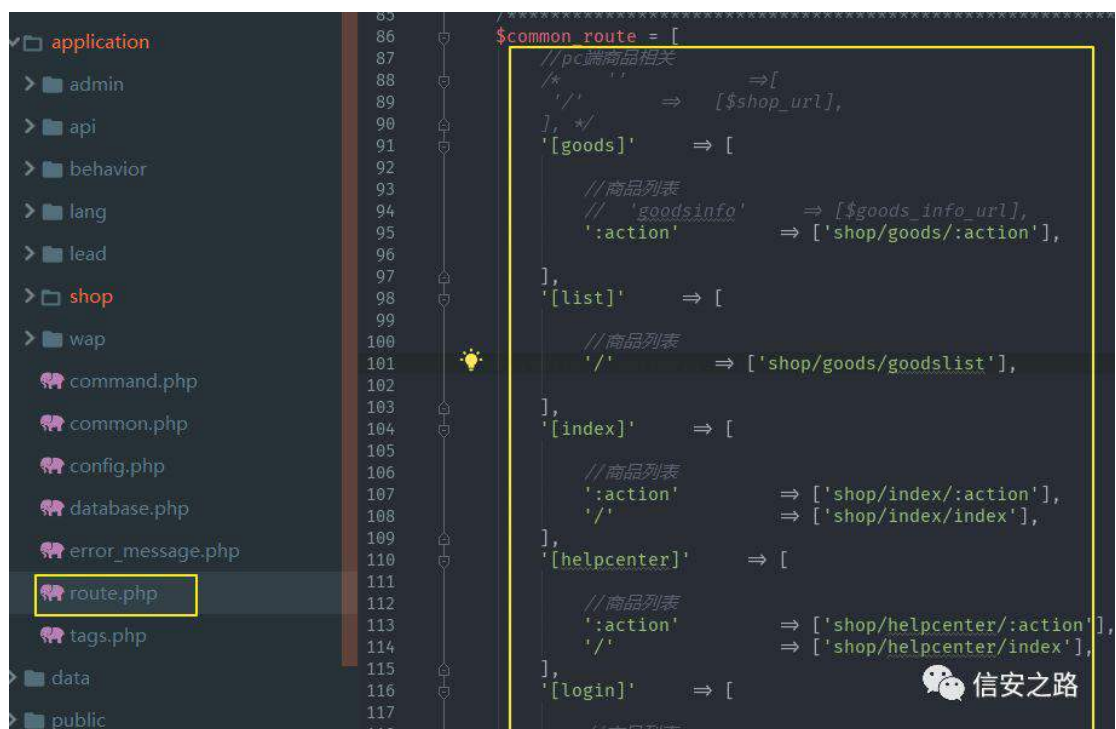 application
admin
api
behavior
lang
lead
shop
wap
command.php
common.php
config.php
database.php
error_message.php
route.php
tags.php
data
public
85 /*****************************************************************
86 $common_route = [
87 //pc端商品相关
88 /* '' =>[
89 '/' => [$shop_url],
90 ], */
91 '[goods]' => [
92
93 //商品列表
94 // 'goodsinfo' => [$goods_info_url],
95 ':action' => ['shop/goods/:action'],
96
97 ],
98 '[list]' => [
99
100 //商品列表
101 '/' => ['shop/goods/goodslist'],
102
103 ],
104 '[index]' => [
105
106 //商品列表
107 ':action' => ['shop/index/:action'],
108 '/' => ['shop/index/index'],
109 ],
110 '[helpcenter]' => [
111
112 //商品列表
113 ':action' => ['shop/helpcenter/:action'],
114 '/' => ['shop/helpcenter/index'],
115 ],
116 '[login]' => [
117
信安之路